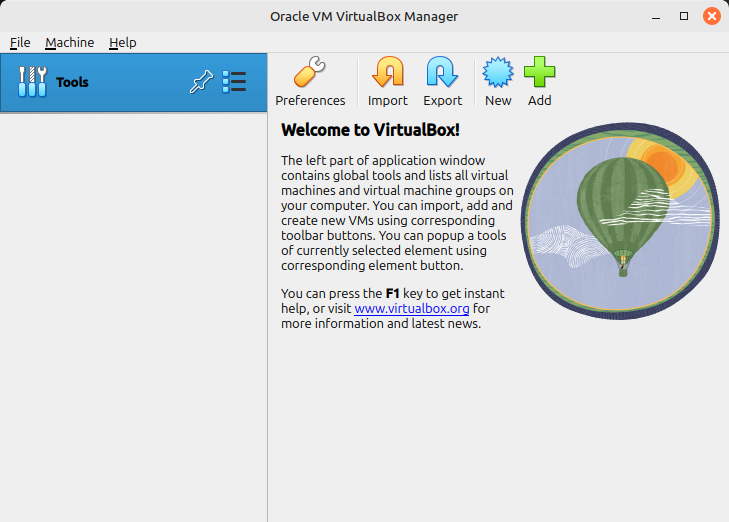 Oracle VM VirtualBox Manager
File Machine Help
Tools
Preferences Import Export New Add
Welcome to VirtualBox!
The left part of application window
contains global tools and lists all virtual
machines and virtual machine groups on
your computer. You can import, add and
create new VMs using corresponding
toolbar buttons. You can popup a tools
of currently selected element using
corresponding element button.
You can press the F1 key to get instant
help, or visit www.virtualbox.org for
more information and latest news.